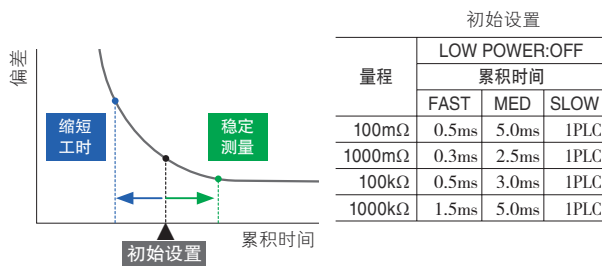 偏差
缩短
工时
稳定
测量
初始设置
累积时间
初始设置
量程
LOW POWER:OFF
累积时间
FAST MED SLOW
100mΩ 0.5ms 5.0ms 1PLC
1000mΩ 0.3ms 2.5ms 1PLC
100kΩ 0.5ms 3.0ms 1PLC
1000kΩ 1.5ms 5.0ms 1PLC